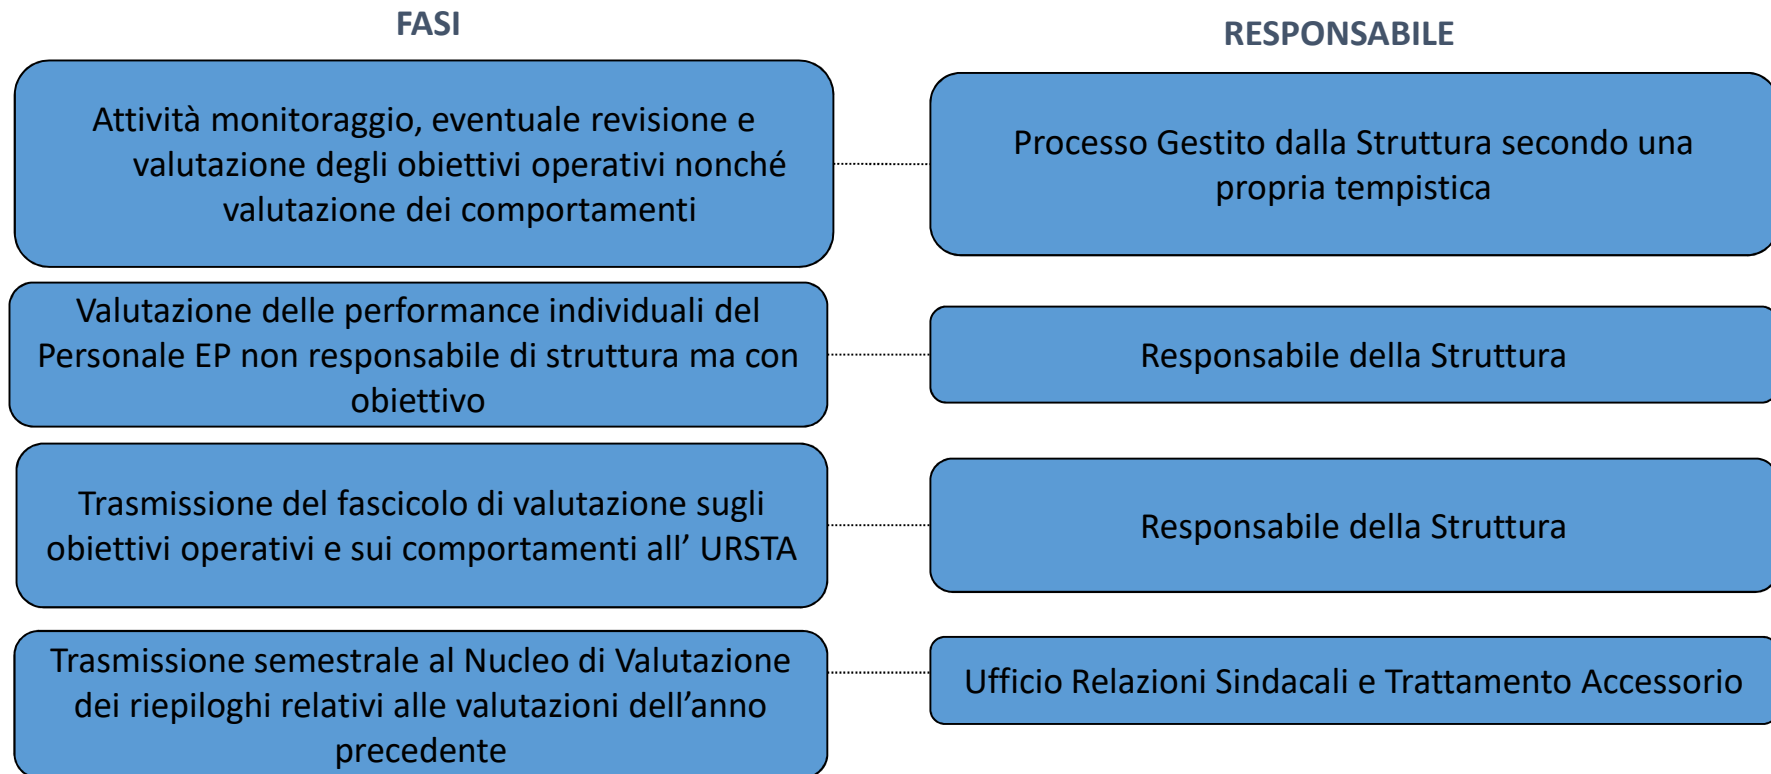 FASI
RESPONSABILE
Attività monitoraggio, eventuale revisione e
valutazione degli obiettivi operativi nonché
valutazione dei comportamenti
Processo Gestito dalla Struttura secondo una
propria tempistica
Valutazione delle performance individuali del
Personale EP non responsabile di struttura ma con
obiettivo
Responsabile della Struttura
Trasmissione del fascicolo di valutazione sugli
obiettivi operativi e sui comportamenti all’ URSTA
Responsabile della Struttura
Trasmissione semestrale al Nucleo di Valutazione
dei riepiloghi relativi alle valutazioni dell’anno
precedente
Ufficio Relazioni Sindacali e Trattamento Accessorio